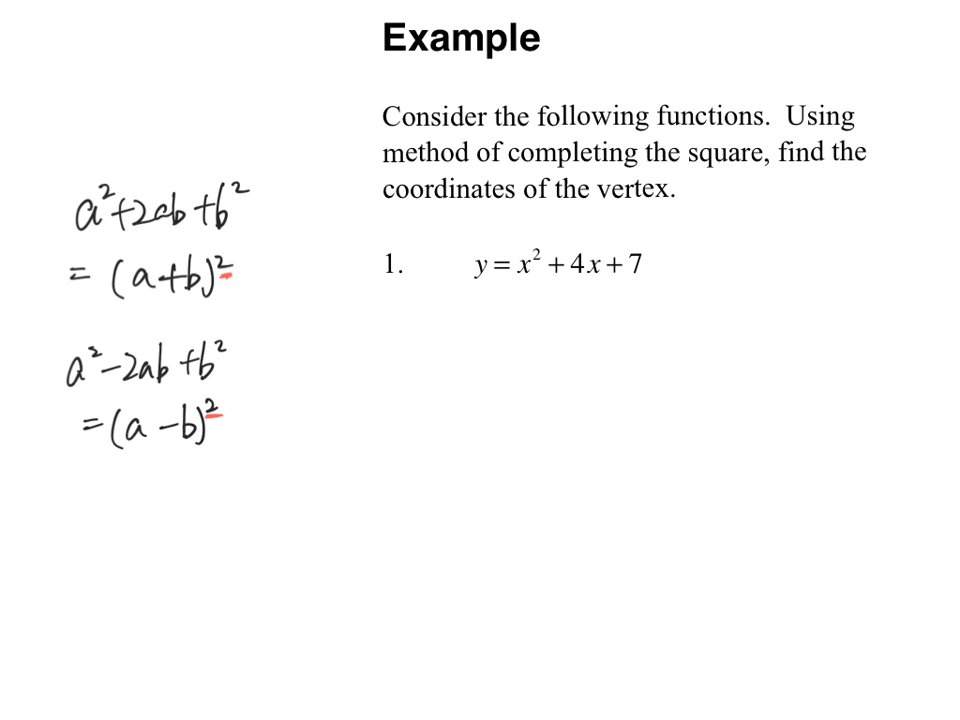 Example
Consider the following functions. Using
method of completing the square, find the
coordinates of the vertex.
1. y = x² + 4x + 7
a² + 2ab + b²
= (a + b)²
a² - 2ab + b²
= (a - b)²